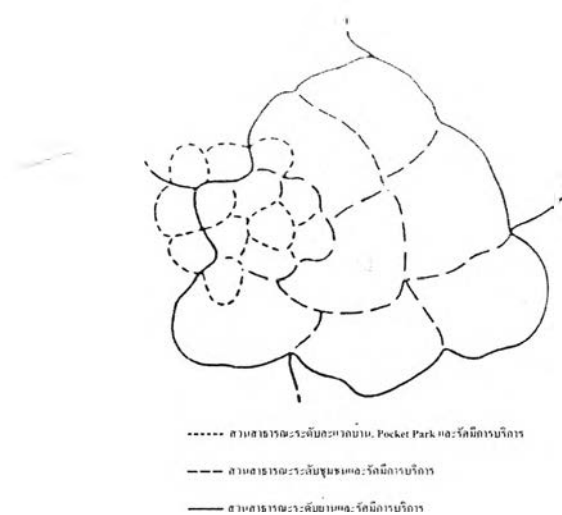 สวนสาธารณะระดับละแวกบ้าน, Pocket Park และรัศมีการบริการ
สวนสาธารณะระดับชุมชนและรัศมีการบริการ
สวนสาธารณะระดับย่านและรัศมีการบริการ